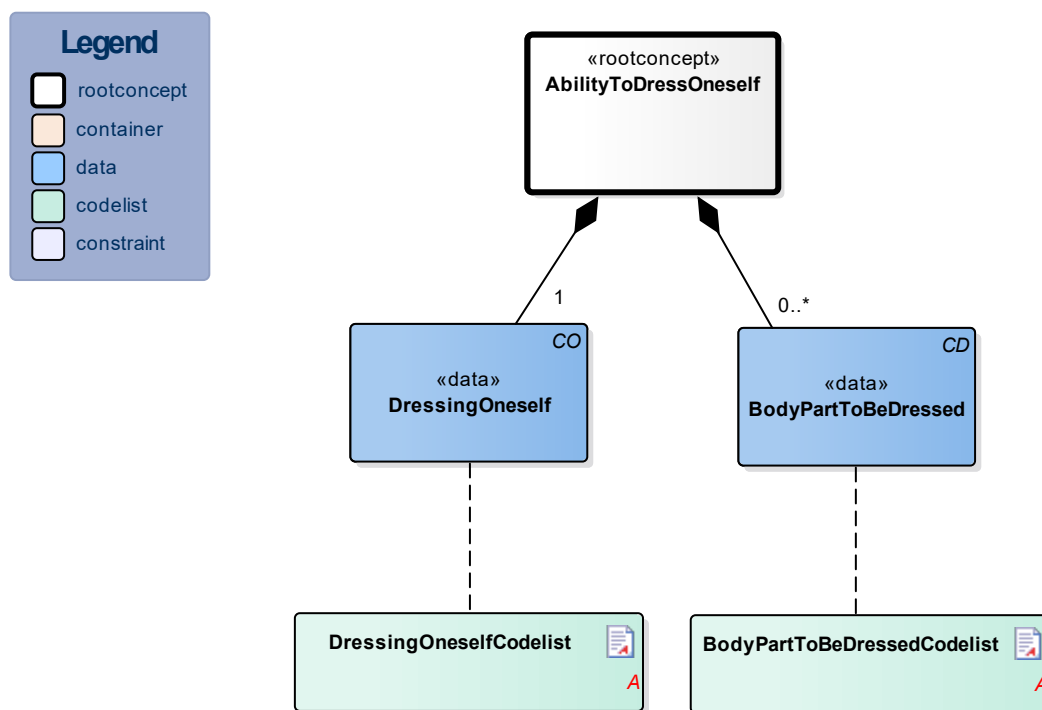 Legend
rootconcept
container
data
codelist
constraint
«rootconcept»
AbilityToDressOneself
1
0..*
CO
«data»
DressingOneself
CD
«data»
BodyPartToBeDressed
DressingOneselfCodelist
A
BodyPartToBeDressedCodelist
A